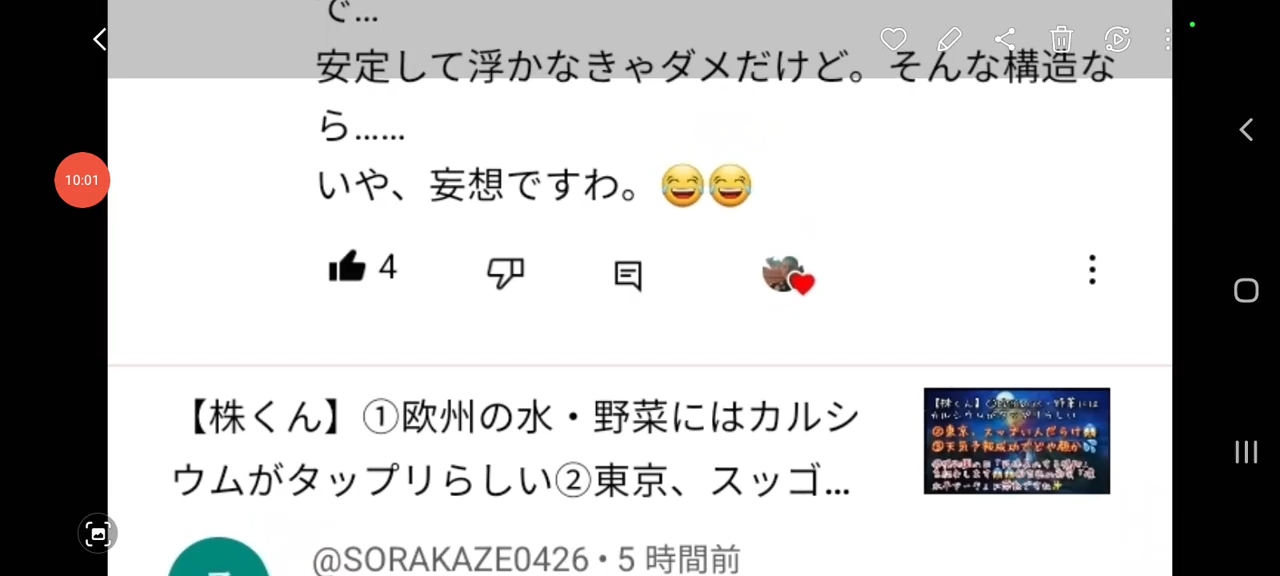 で…
安定して浮かなきゃダメだけど。そんな構造な
ら……
いや、妄想ですわ。😂😂
10:01
4
【株くん】①欧州の水・野菜にはカルシ
ウムがタップリらしい②東京、スッゴ...
@SORAKAZE0426・5 時間前